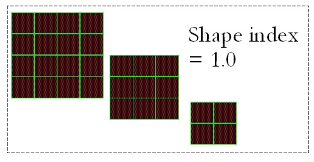 Shape index
= 1.0